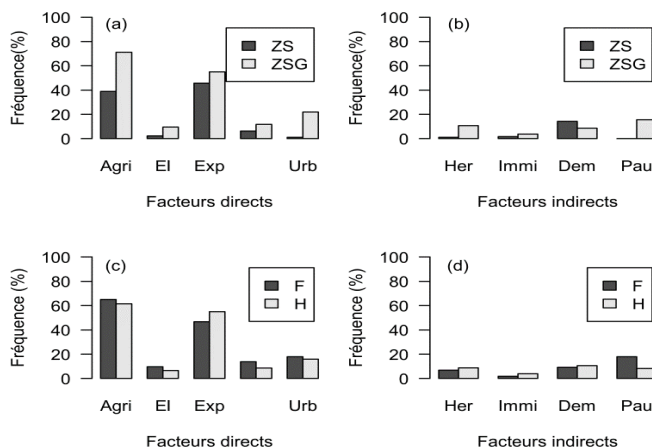 (a)
Fréquence(%)
100
80
60
40
20
0
ZS
ZSG
Agri El Exp Urb
Facteurs directs
(b)
Fréquence (%)
100
80
60
40
20
0
ZS
ZSG
Her Immi Dem Pau
Facteurs indirects
(c)
Fréquence (%)
100
80
60
40
20
0
F
H
Agri El Exp Urb
Facteurs directs
(d)
Fréquence (%)
100
80
60
40
20
0
F
H
Her Immi Dem Pau
Facteurs indirects